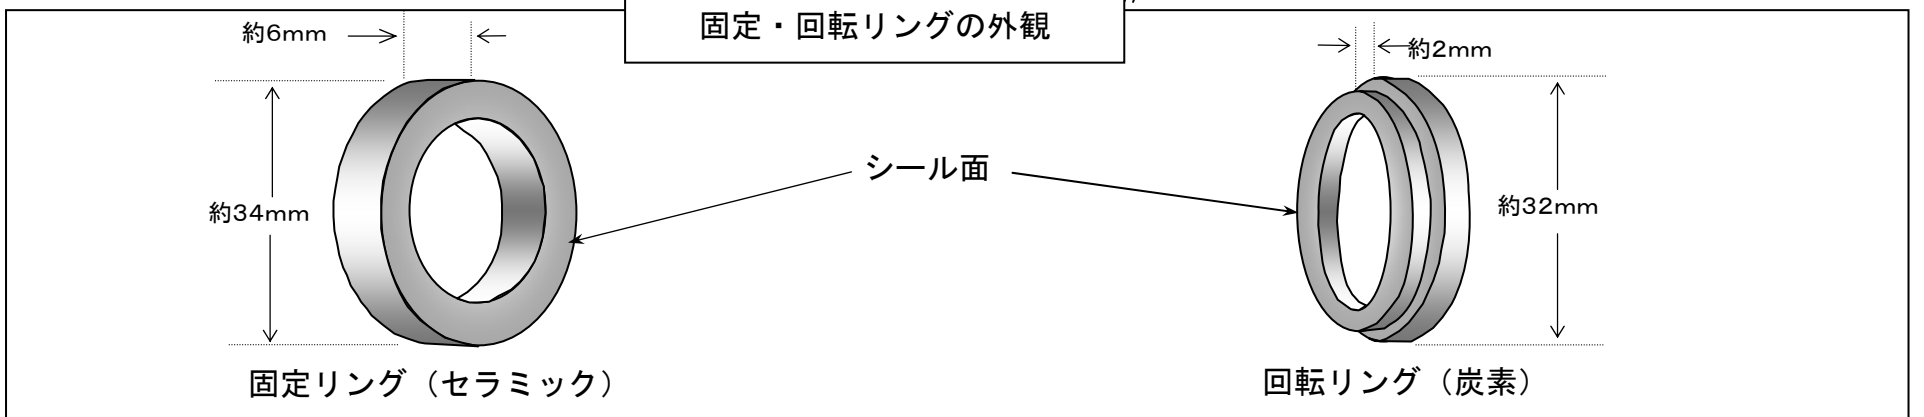 固定・回転リングの外観
約6mm
約2mm
シール面
約34mm
約32mm
固定リング（セラミック）
回転リング（炭素）